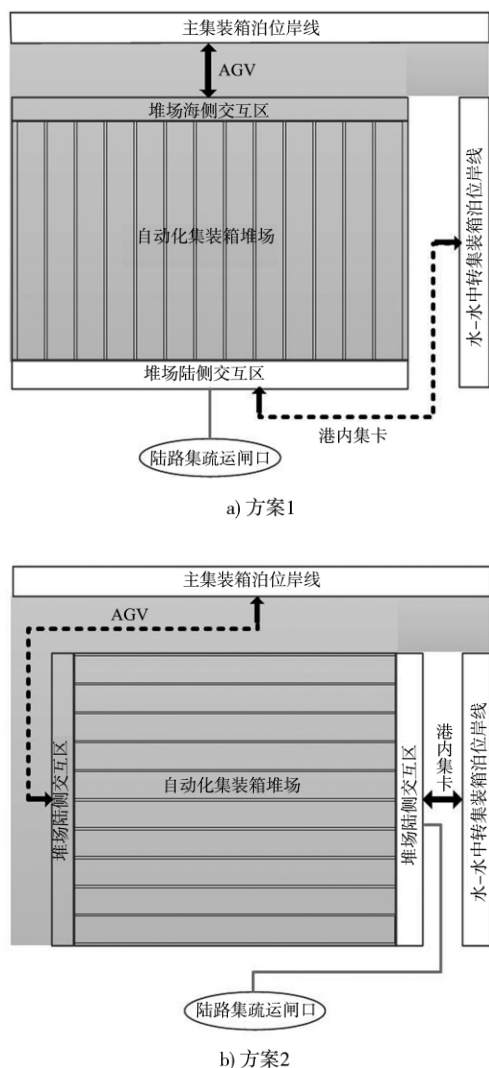 主集装箱泊位岸线
AGV
堆场海侧交互区
自动化集装箱堆场
水-水中转集装箱泊位岸线
堆场陆侧交互区
港内集卡
陆路集疏运闸口
a) 方案1
主集装箱泊位岸线
AGV
堆场陆侧交互区
自动化集装箱堆场
堆场陆侧交互区
港内集卡
水-水中转集装箱泊位岸线
陆路集疏运闸口
b) 方案2